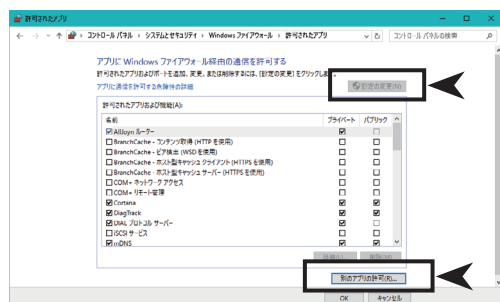 許可されたアプリ
コントロール パネル › システムとセキュリティ › Windows ファイアウォール › 許可されたアプリ
コントロール パネルの検索
アプリに Windows ファイアウォール経由の通信を許可する
許可されたアプリおよびポートを追加、変更、または削除するには、[設定の変更] をクリックします。
アプリに通信を許可する危険性の詳細
設定の変更(N)
許可されたアプリおよび機能(A):
名前 プライベート パブリック
AllJoyn ルーター
BranchCache - コンテンツ取得 (HTTP を使用)
BranchCache - ピア検出 (WSD を使用)
BranchCache - ホスト型キャッシュ クライアント (HTTPS を使用)
BranchCache - ホスト型キャッシュ サーバー (HTTPS を使用)
COM+ ネットワーク アクセス
COM+ リモート管理
Cortana
DiagTrack
DIAL プロトコル サーバー
iSCSI サービス
mDNS
詳細(L)... 削除(M)
別のアプリの許可(R)...
OK キャンセル